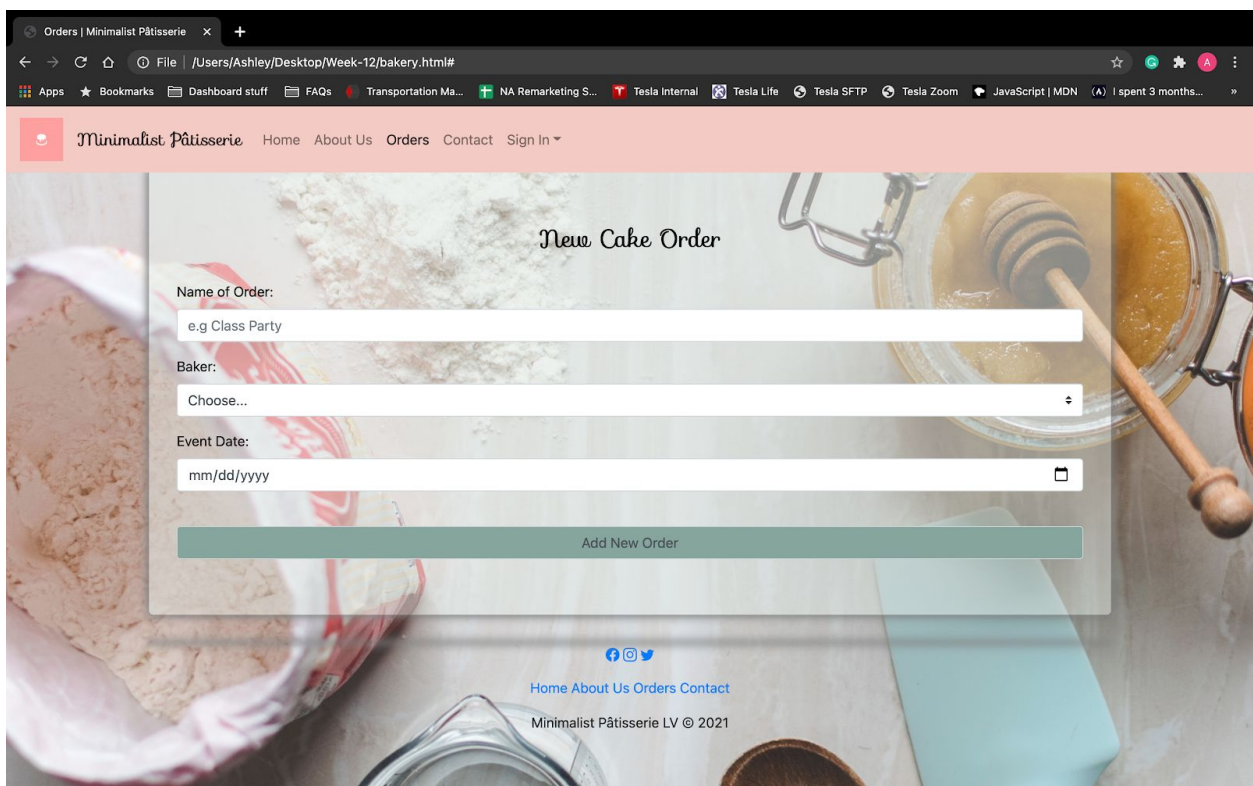 Orders | Minimalist Pâtisserie
File /Users/Ashley/Desktop/Week-12/bakery.html#
A
Apps Bookmarks Dashboard stuff FAQs Transportation Ma... NA Remarketing S... Tesla Internal Tesla Life Tesla SFTP Tesla Zoom JavaScript | MDN I spent 3 months... »
Minimalist Pâtisserie Home About Us Orders Contact Sign In
New Cake Order
Name of Order:
e.g Class Party
Baker:
Choose...
Event Date:
mm/dd/yyyy
Add New Order
Home About Us Orders Contact
Minimalist Pâtisserie LV © 2021